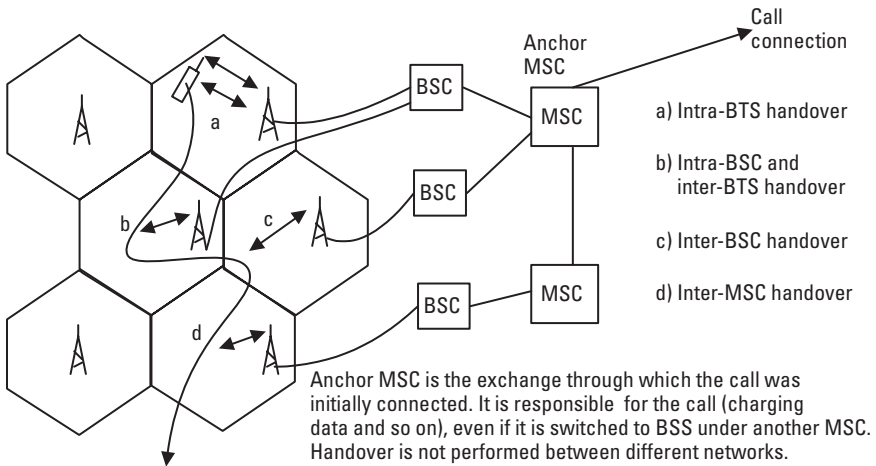 Call
connection
Anchor
MSC
BSC
MSC
a
a) Intra-BTS handover
b) Intra-BSC and
inter-BTS handover
BSC
b
c
c) Inter-BSC handover
BSC
MSC
d) Inter-MSC handover
d
Anchor MSC is the exchange through which the call was
initially connected. It is responsible for the call (charging
data and so on), even if it is switched to BSS under another MSC.
Handover is not performed between different networks.